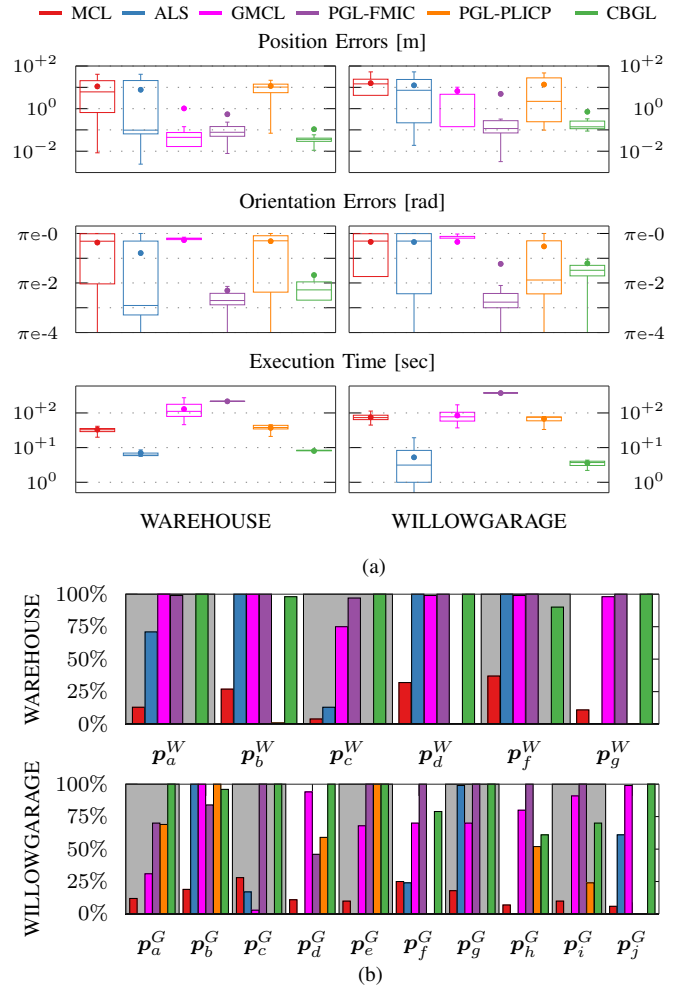 MCL ALS GMCL PGL-FMIC PGL-PLICP CBGL
Position Errors [m]
10^{+2} 10^{+2}
10^{0} 10^{0}
10^{-2} 10^{-2}
Orientation Errors [rad]
πe-0 πe-0
πe-2 πe-2
πe-4 πe-4
Execution Time [sec]
10^{+2} 10^{+2}
10^{+1} 10^{+1}
10^{0} 10^{0}
WAREHOUSE WILLOWGARAGE
(a)
WAREHOUSE
100%
75%
50%
25%
0%
p_a^W p_b^W p_c^W p_d^W p_f^W p_g^W
WILLOWGARAGE
100%
75%
50%
25%
0%
p_a^G p_b^G p_c^G p_d^G p_e^G p_f^G p_g^G p_h^G p_i^G p_j^G
(b)